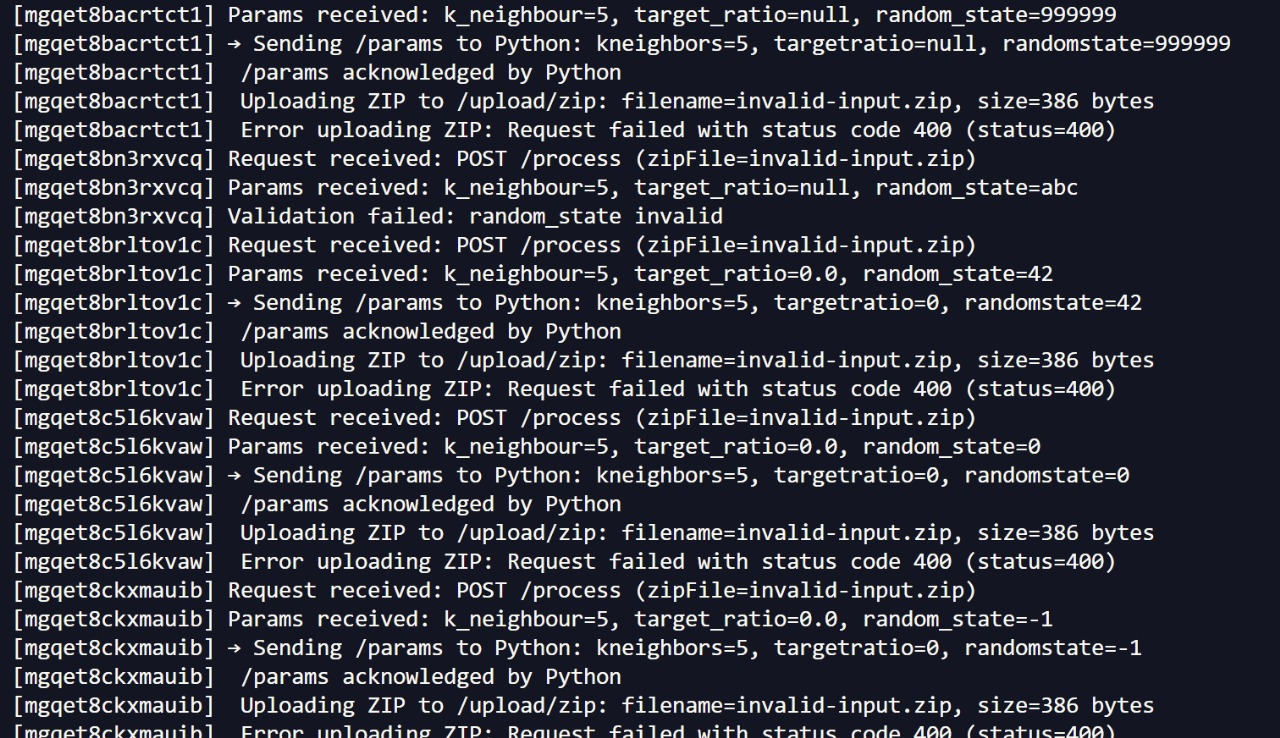 [mgqet8bacrtct1] Params received: k_neighbour=5, target_ratio=null, random_state=999999
[mgqet8bacrtct1] → Sending /params to Python: kneighbors=5, targetratio=null, randomstate=999999
[mgqet8bacrtct1]  /params acknowledged by Python
[mgqet8bacrtct1]  Uploading ZIP to /upload/zip: filename=invalid-input.zip, size=386 bytes
[mgqet8bacrtct1]  Error uploading ZIP: Request failed with status code 400 (status=400)
[mgqet8bn3rxvcq] Request received: POST /process (zipFile=invalid-input.zip)
[mgqet8bn3rxvcq] Params received: k_neighbour=5, target_ratio=null, random_state=abc
[mgqet8bn3rxvcq] Validation failed: random_state invalid
[mgqet8brltov1c] Request received: POST /process (zipFile=invalid-input.zip)
[mgqet8brltov1c] Params received: k_neighbour=5, target_ratio=0.0, random_state=42
[mgqet8brltov1c] → Sending /params to Python: kneighbors=5, targetratio=0, randomstate=42
[mgqet8brltov1c]  /params acknowledged by Python
[mgqet8brltov1c]  Uploading ZIP to /upload/zip: filename=invalid-input.zip, size=386 bytes
[mgqet8brltov1c]  Error uploading ZIP: Request failed with status code 400 (status=400)
[mgqet8c5l6kvaw] Request received: POST /process (zipFile=invalid-input.zip)
[mgqet8c5l6kvaw] Params received: k_neighbour=5, target_ratio=0.0, random_state=0
[mgqet8c5l6kvaw] → Sending /params to Python: kneighbors=5, targetratio=0, randomstate=0
[mgqet8c5l6kvaw]  /params acknowledged by Python
[mgqet8c5l6kvaw]  Uploading ZIP to /upload/zip: filename=invalid-input.zip, size=386 bytes
[mgqet8c5l6kvaw]  Error uploading ZIP: Request failed with status code 400 (status=400)
[mgqet8ckxmauib] Request received: POST /process (zipFile=invalid-input.zip)
[mgqet8ckxmauib] Params received: k_neighbour=5, target_ratio=0.0, random_state=-1
[mgqet8ckxmauib] → Sending /params to Python: kneighbors=5, targetratio=0, randomstate=-1
[mgqet8ckxmauib]  /params acknowledged by Python
[mgqet8ckxmauib]  Uploading ZIP to /upload/zip: filename=invalid-input.zip, size=386 bytes
[mgqet8ckxmauib]  Error uploading ZIP: Request failed with status code 400 (status=400)